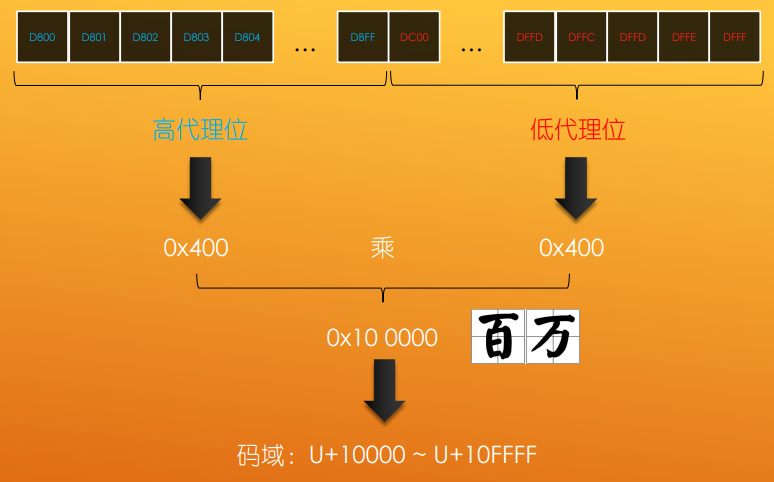 D800 D801 D802 D803 D804 ... DBFF DC00 ... DFFD DFFC DFFD DFFE DFFF
高代理位 低代理位
0x400 乘 0x400
0x10 0000 百万
码域：U+10000 ~ U+10FFFF